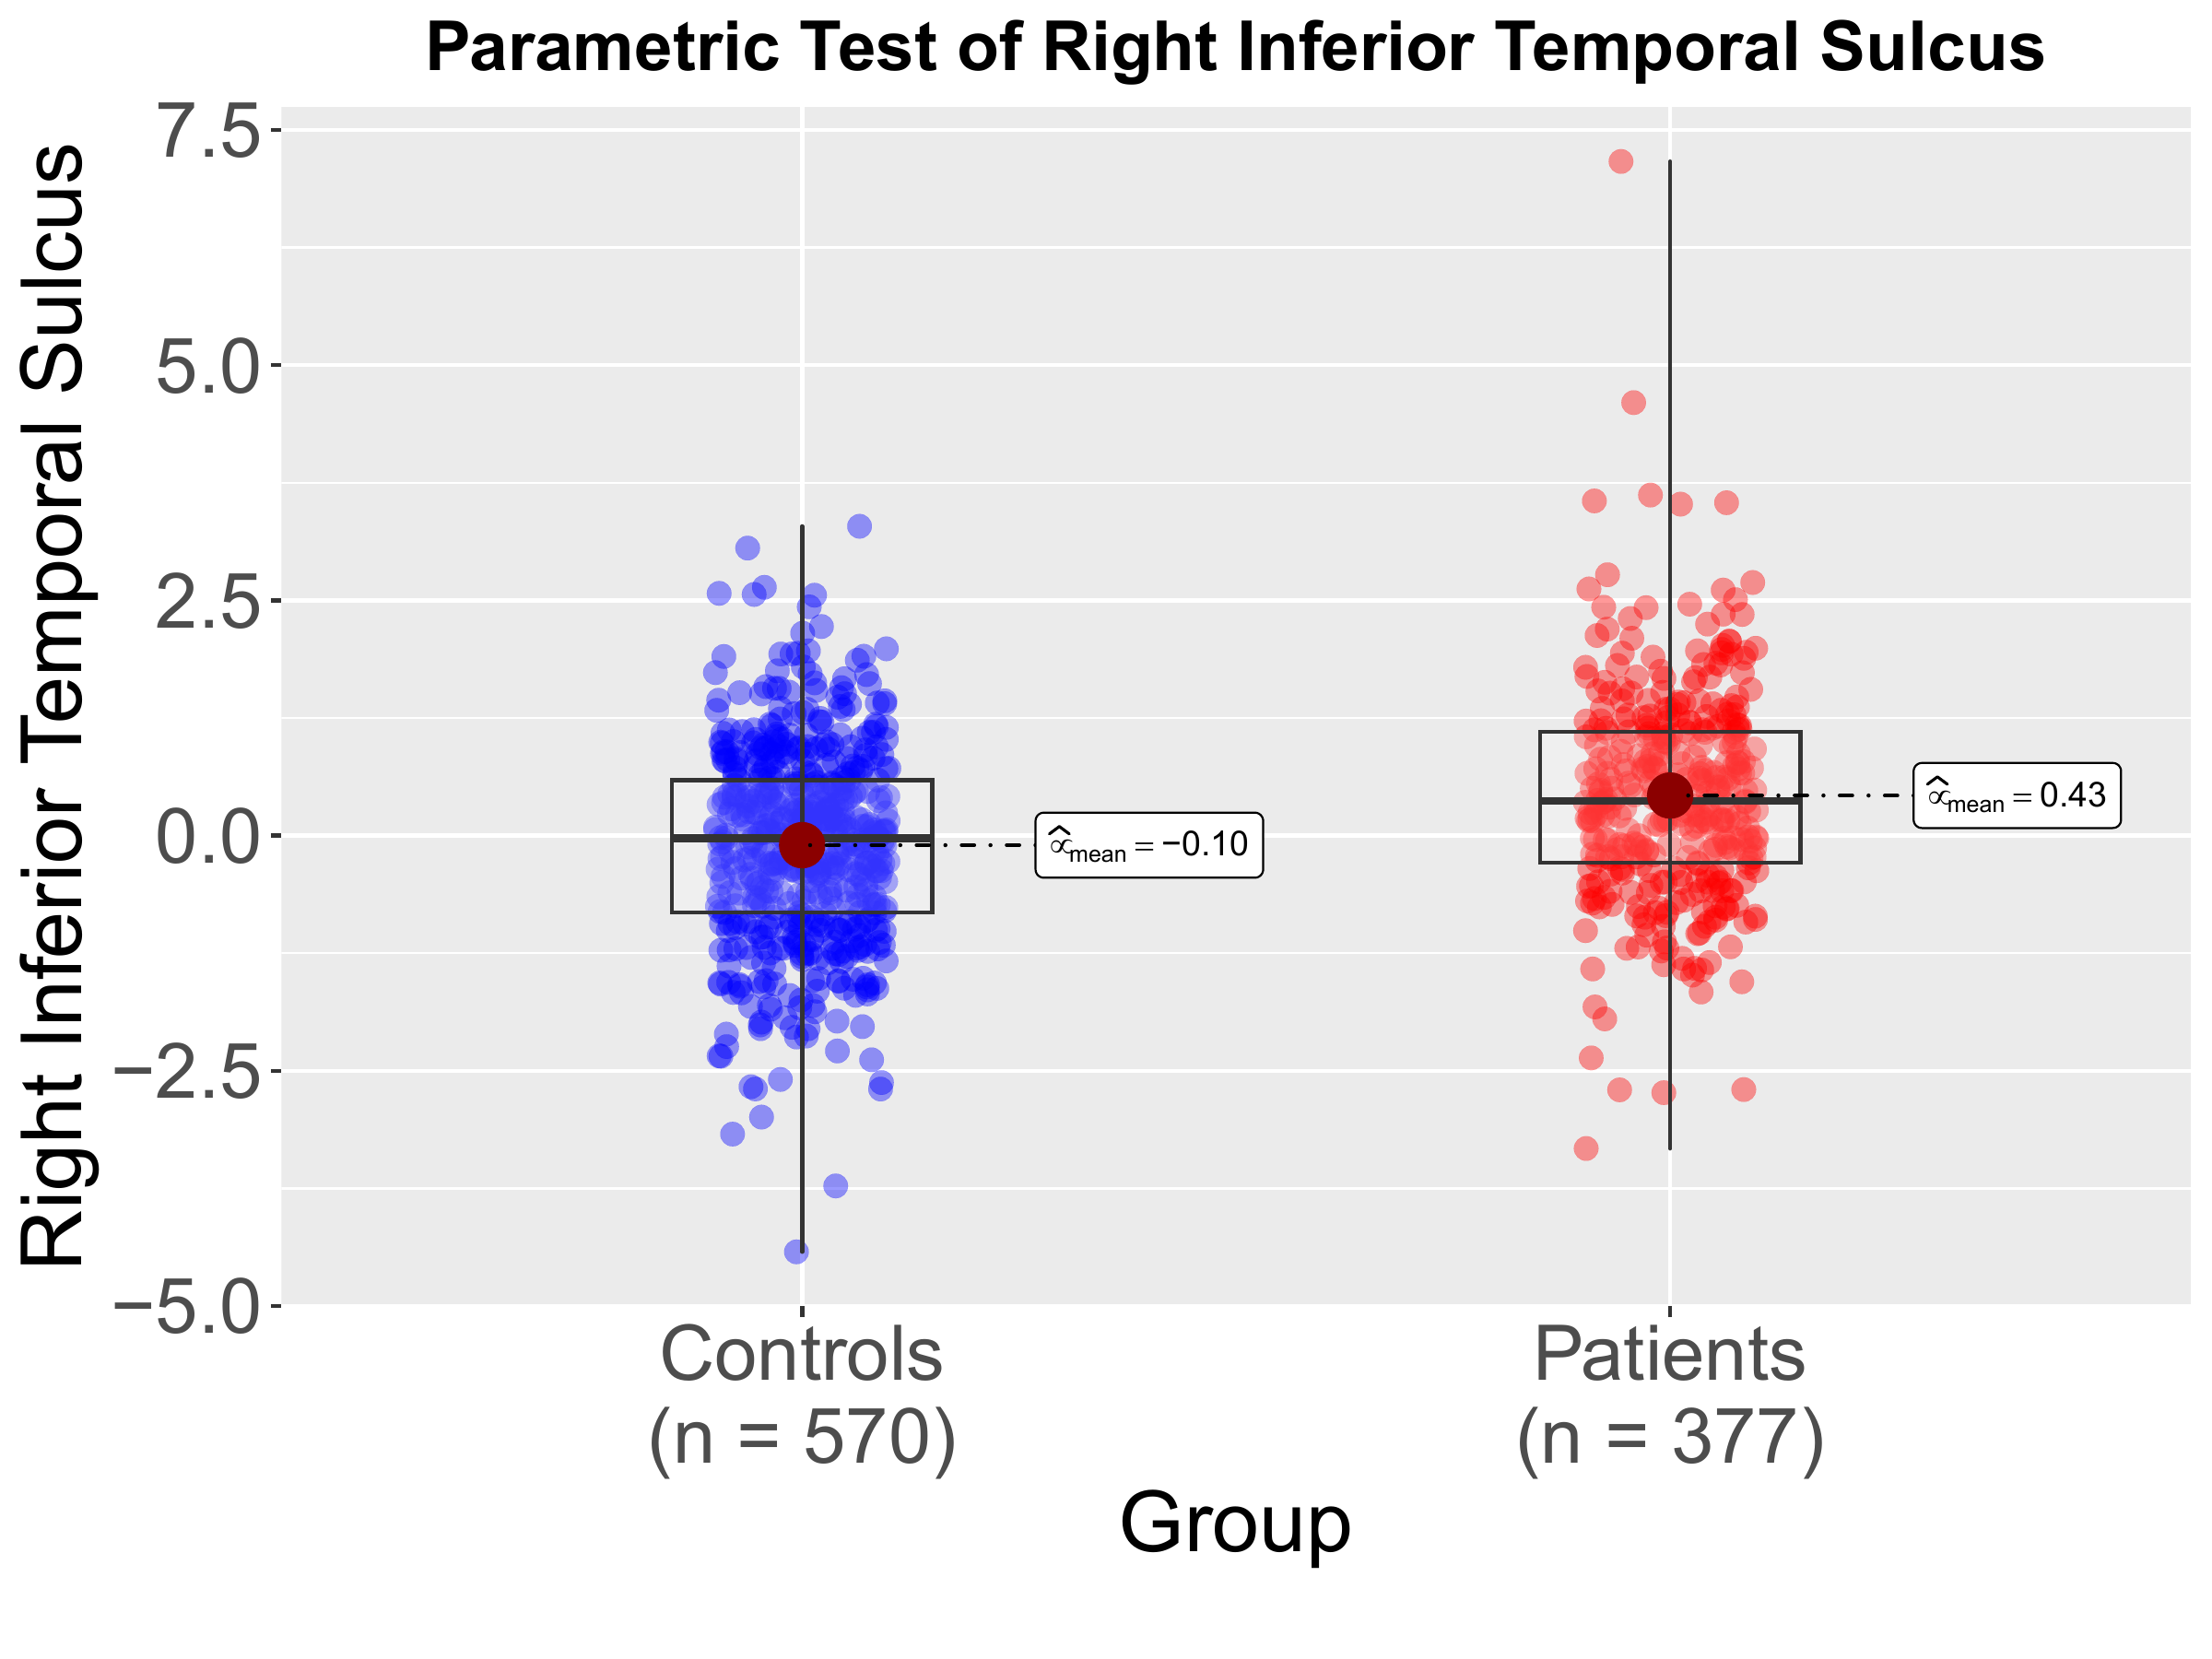 Parametric Test of Right Inferior Temporal Sulcus
Right Inferior Temporal Sulcus
7.5
5.0
2.5
0.0
−2.5
−5.0
∝̂mean = −0.10
∝̂mean = 0.43
Controls
(n = 570)
Patients
(n = 377)
Group